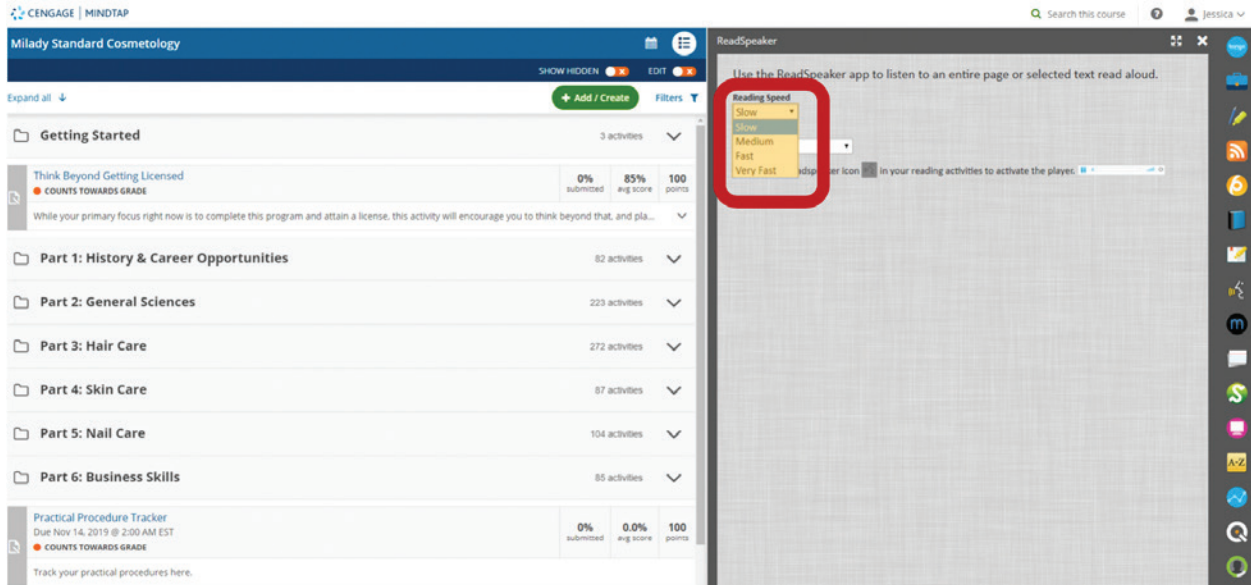 CENGAGE | MINDTAP
Search this course
Jessica
Milady Standard Cosmetology
SHOW HIDDEN
EDIT
Expand all
+ Add / Create
Filters
Getting Started
3 activities
Think Beyond Getting Licensed
COUNTS TOWARDS GRADE
0% 85% 100
submitted avg score points
While your primary focus right now is to complete this program and attain a license, this activity will encourage you to think beyond that, and pla...
Part 1: History & Career Opportunities
82 activities
Part 2: General Sciences
223 activities
Part 3: Hair Care
272 activities
Part 4: Skin Care
87 activities
Part 5: Nail Care
104 activities
Part 6: Business Skills
85 activities
Practical Procedure Tracker
Due Nov 14, 2019 @ 2:00 AM EST
COUNTS TOWARDS GRADE
0% 0.0% 100
submitted avg score points
Track your practical procedures here.
ReadSpeaker
Use the ReadSpeaker app to listen to an entire page or selected text read aloud.
Reading Speed
Slow
Slow
Medium
Fast
Very Fast
icon in your reading activities to activate the player.
m
S
A-Z